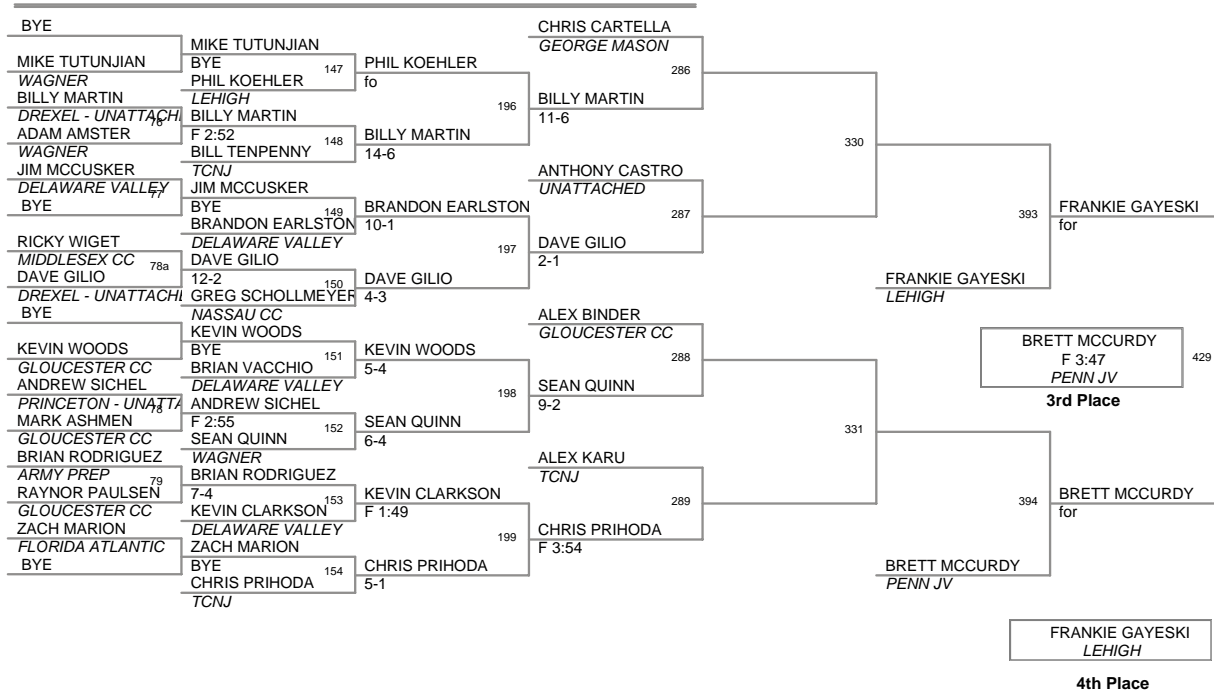 BYE
MIKE TUTUNJIAN
WAGNER
BILLY MARTIN
DREXEL - UNATTACHE
76
ADAM AMSTER
WAGNER
JIM MCCUSKER
DELAWARE VALLEY
77
BYE
RICKY WIGET
MIDDLESEX CC
78a
DAVE GILIO
DREXEL - UNATTACHE
BYE
KEVIN WOODS
GLOUCESTER CC
ANDREW SICHEL
PRINCETON - UNATTA
78
MARK ASHMEN
GLOUCESTER CC
BRIAN RODRIGUEZ
ARMY PREP
79
RAYNOR PAULSEN
GLOUCESTER CC
ZACH MARION
FLORIDA ATLANTIC
BYE
MIKE TUTUNJIAN
BYE
147
PHIL KOEHLER
LEHIGH
BILLY MARTIN
F 2:52
148
BILL TENPENNY
TCNJ
JIM MCCUSKER
BYE
149
BRANDON EARLSTON
DELAWARE VALLEY
DAVE GILIO
12-2
150
GREG SCHOLLMEYER
NASSAU CC
KEVIN WOODS
BYE
151
BRIAN VACCHIO
DELAWARE VALLEY
ANDREW SICHEL
F 2:55
152
SEAN QUINN
WAGNER
BRIAN RODRIGUEZ
7-4
153
KEVIN CLARKSON
DELAWARE VALLEY
ZACH MARION
BYE
154
CHRIS PRIHODA
TCNJ
PHIL KOEHLER
fo
196
BILLY MARTIN
14-6
BRANDON EARLSTON
10-1
197
DAVE GILIO
4-3
KEVIN WOODS
5-4
198
SEAN QUINN
6-4
KEVIN CLARKSON
F 1:49
199
CHRIS PRIHODA
5-1
CHRIS CARTELLA
GEORGE MASON
286
BILLY MARTIN
11-6
ANTHONY CASTRO
UNATTACHED
287
DAVE GILIO
2-1
ALEX BINDER
GLOUCESTER CC
288
SEAN QUINN
9-2
ALEX KARU
TCNJ
289
CHRIS PRIHODA
F 3:54
330
FRANKIE GAYESKI
LEHIGH
331
BRETT MCCURDY
PENN JV
393
394
FRANKIE GAYESKI
for
BRETT MCCURDY
F 3:47
PENN JV
429
3rd Place
BRETT MCCURDY
for
FRANKIE GAYESKI
LEHIGH
4th Place